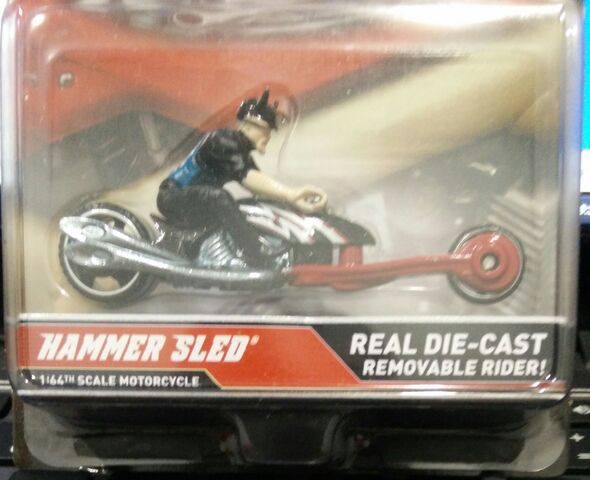 HAMMER SLED®
1/64TH SCALE MOTORCYCLE
REAL DIE-CAST
REMOVABLE RIDER!